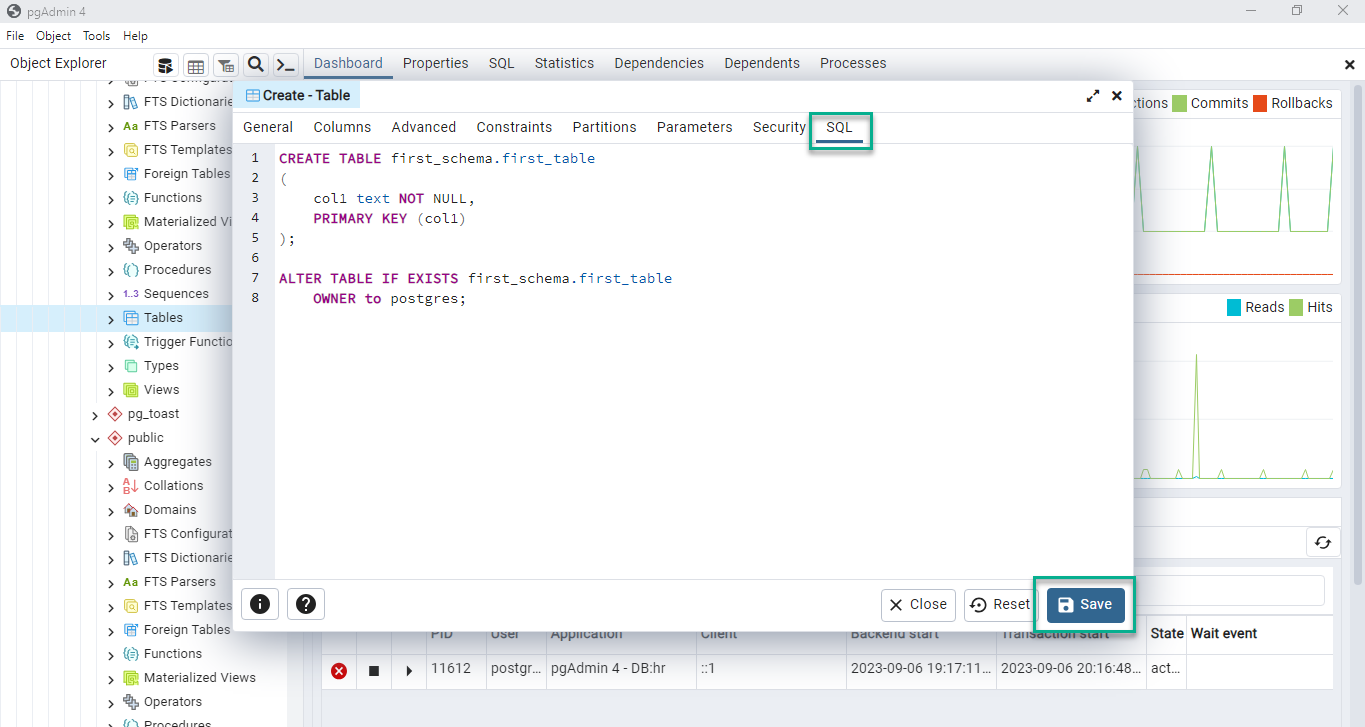 pgAdmin 4
File Object Tools Help
Object Explorer
Dashboard Properties SQL Statistics Dependencies Dependents Processes
FTS Dictionarie
Aa FTS Parsers
FTS Templates
Foreign Tables
Functions
Materialized Vi
Operators
Procedures
1..3 Sequences
Tables
Trigger Functio
Types
Views
pg_toast
public
Aggregates
Collations
Domains
FTS Configurat
FTS Dictionarie
Aa FTS Parsers
FTS Templates
Foreign Tables
Functions
Materialized Views
Operators
Procedures
Create - Table
General Columns Advanced Constraints Partitions Parameters Security SQL
1 CREATE TABLE first_schema.first_table
2 (
3 col1 text NOT NULL,
4 PRIMARY KEY (col1)
5 );
6
7 ALTER TABLE IF EXISTS first_schema.first_table
8 OWNER to postgres;
Close Reset Save
ctions Commits Rollbacks
Reads Hits
PID User Application Client Backend start Transaction start State Wait event
11612 postgr... pgAdmin 4 - DB:hr ::1 2023-09-06 19:17:11... 2023-09-06 20:16:48... act...